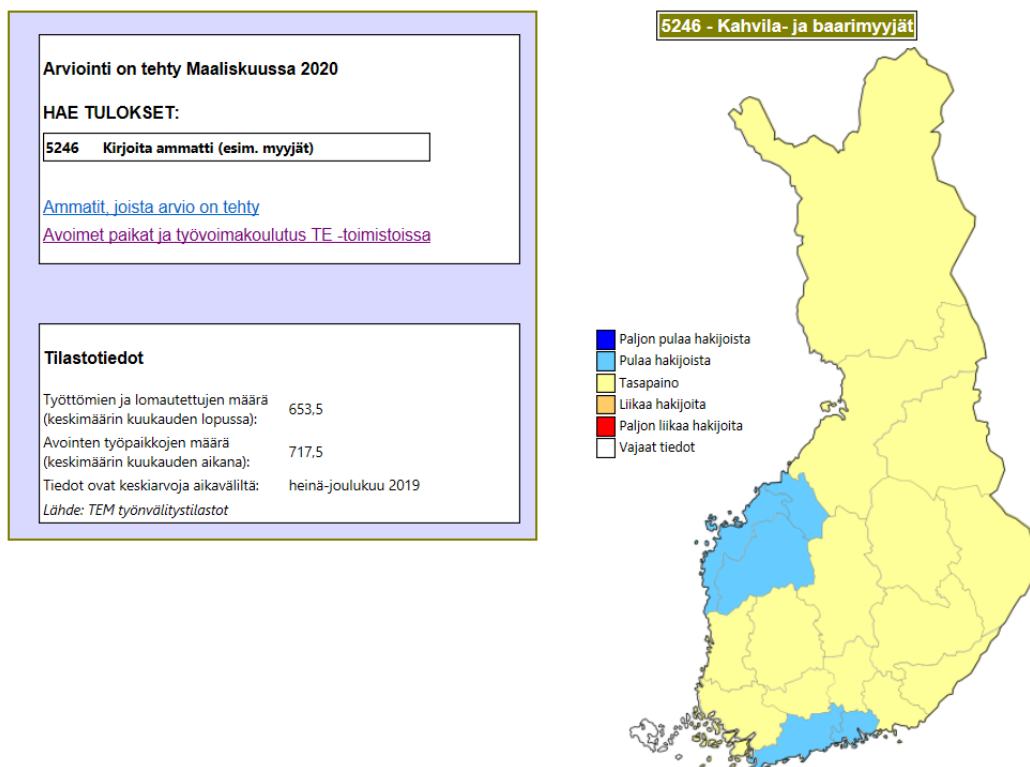 Arviointi on tehty Maaliskuussa 2020
HAE TULOKSET:
5246 Kirjoita ammatti (esim. myyjät)
Ammatit, joista arvio on tehty
Avoimet paikat ja työvoimakoulutus TE -toimistoissa
Tilastotiedot
Työttömien ja lomautettujen määrä
(keskimäärin kuukauden lopussa): 653,5
Avointen työpaikkojen määrä
(keskimäärin kuukauden aikana): 717,5
Tiedot ovat keskiarvoja aikaväliltä: heinä-joulukuu 2019
Lähde: TEM työnvälitystilastot
5246 - Kahvila- ja baarimyyjät
Paljon pulaa hakijoista
Pulaa hakijoista
Tasapaino
Liikaa hakijoita
Paljon liikaa hakijoita
Vajaat tiedot